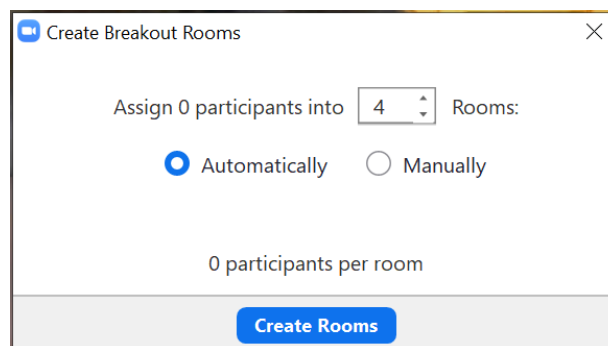 Create Breakout Rooms
Assign 0 participants into 4 Rooms:
Automatically Manually
0 participants per room
Create Rooms